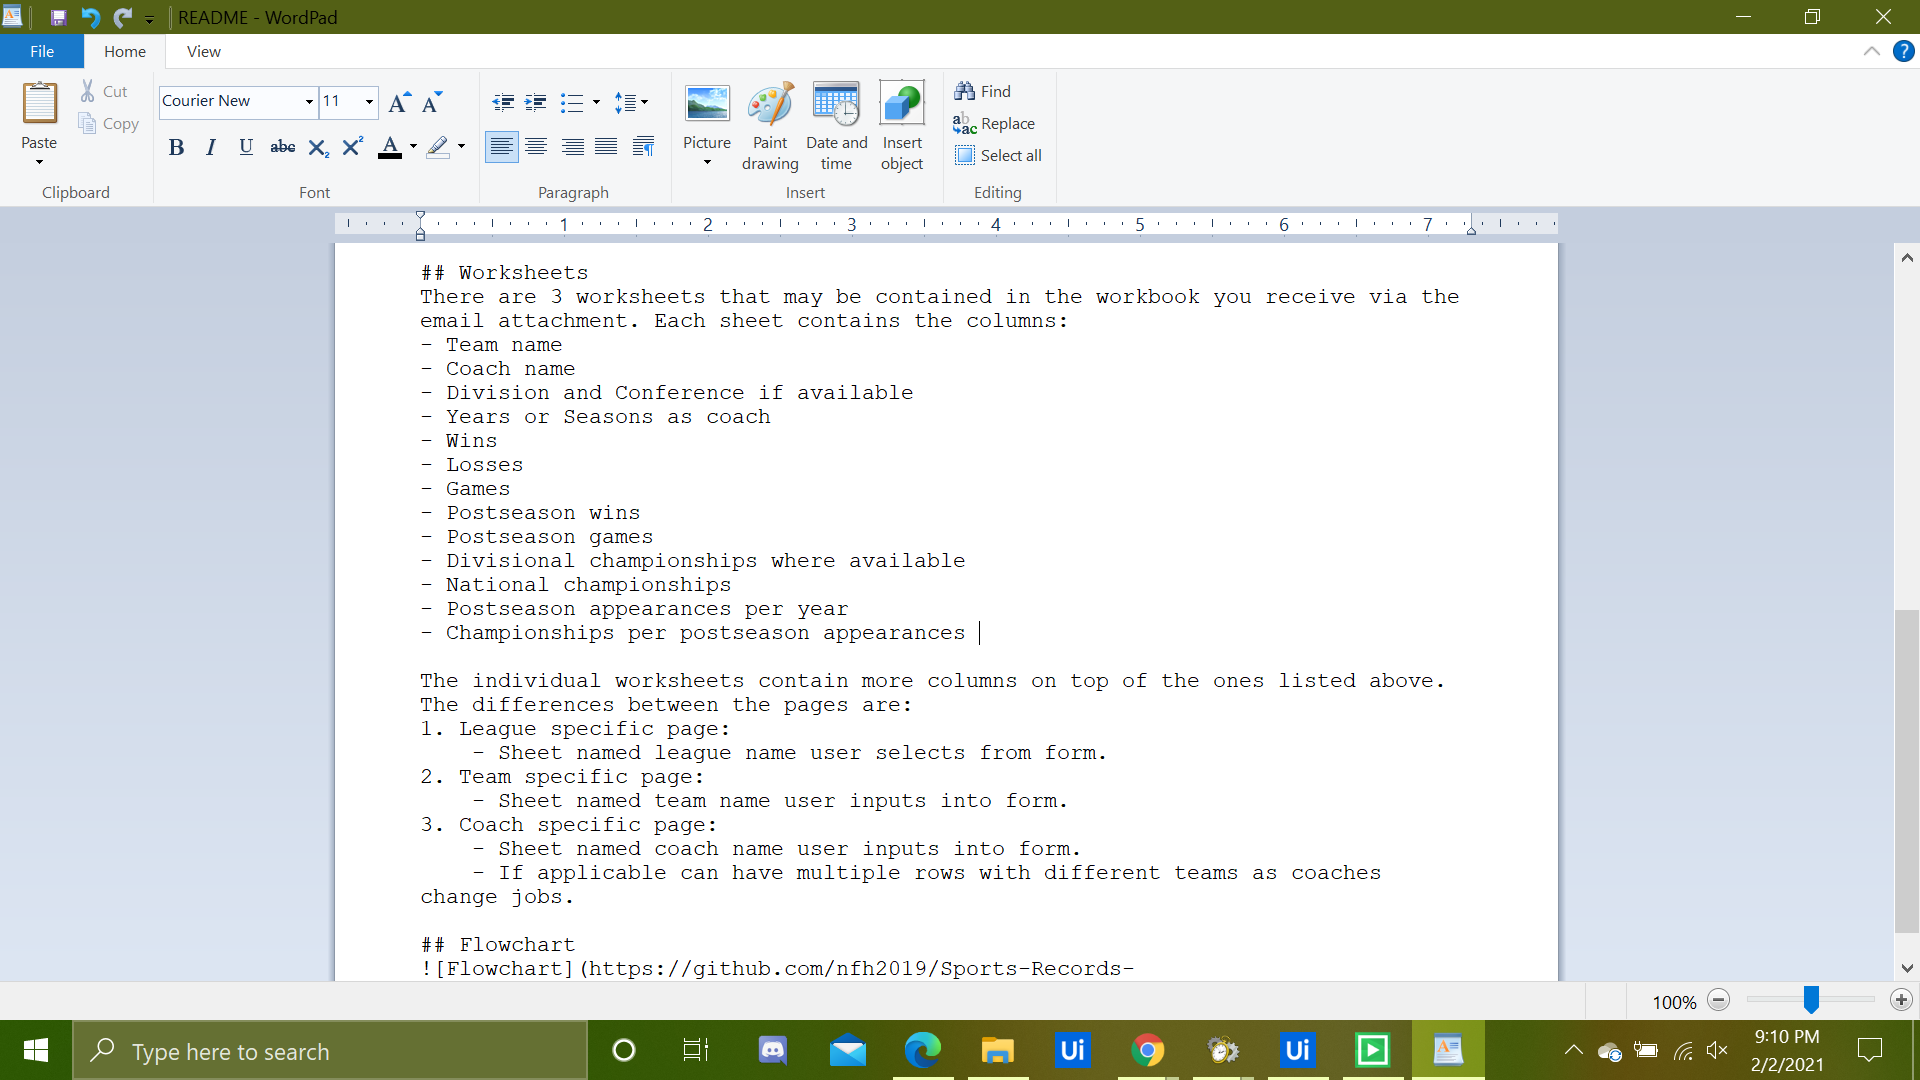 README - WordPad
File
Home
View
Paste
Cut
Copy
Clipboard
Courier New
11
A
A
B
I
U
abc
X2
X2
A
Font
Paragraph
Picture
Paint drawing
Date and time
Insert object
Insert
Find
Replace
Select all
Editing
1 2 3 4 5 6 7
## Worksheets
There are 3 worksheets that may be contained in the workbook you receive via the
email attachment. Each sheet contains the columns:
- Team name
- Coach name
- Division and Conference if available
- Years or Seasons as coach
- Wins
- Losses
- Games
- Postseason wins
- Postseason games
- Divisional championships where available
- National championships
- Postseason appearances per year
- Championships per postseason appearances
The individual worksheets contain more columns on top of the ones listed above.
The differences between the pages are:
1. League specific page:
- Sheet named league name user selects from form.
2. Team specific page:
- Sheet named team name user inputs into form.
3. Coach specific page:
- Sheet named coach name user inputs into form.
- If applicable can have multiple rows with different teams as coaches
change jobs.
## Flowchart
![Flowchart](https://github.com/nfh2019/Sports-Records-
100%
Type here to search
Ui
Ui
9:10 PM
2/2/2021